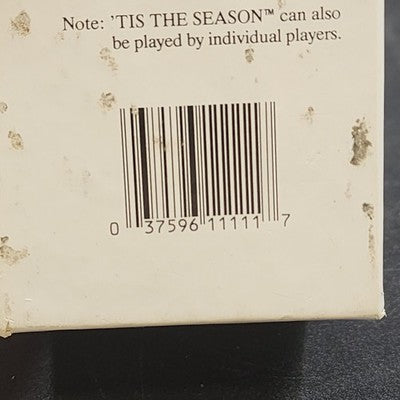 Note: 'TIS THE SEASON™ can also
be played by individual players.
0 37596 11111 7